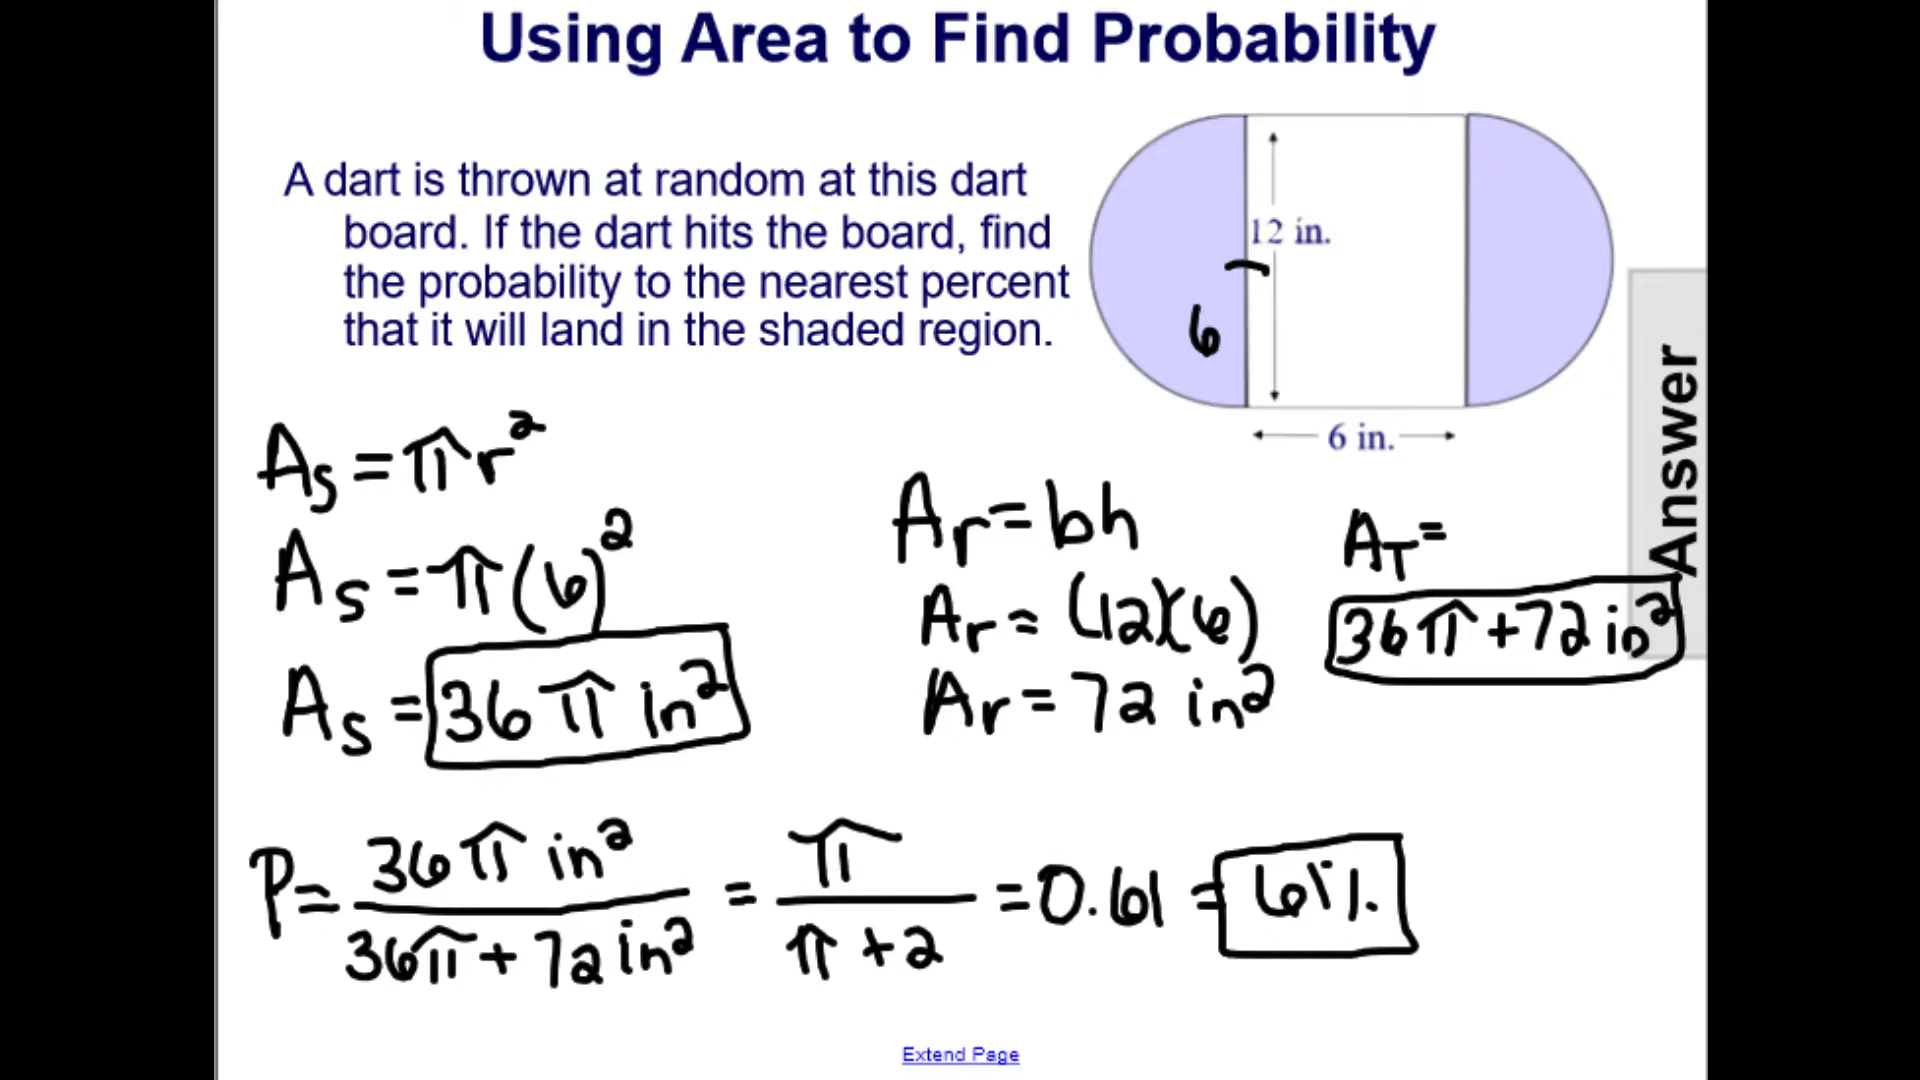 Using Area to Find Probability
A dart is thrown at random at this dart
board. If the dart hits the board, find
the probability to the nearest percent
that it will land in the shaded region.
12 in.
6
6 in.
Answer
As = πr²
As = π(6)²
As = 36π in²
Ar = bh
Ar = (12)(6)
Ar = 72 in²
AT =
36π + 72 in²
P = 36π in² / 36π + 72 in² = π / π + 2 = 0.61 = 61%
Extend Page